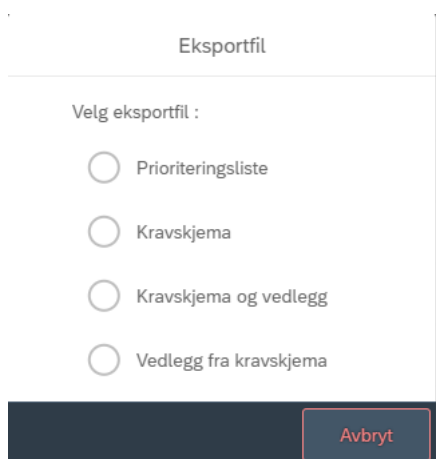 Eksportfil
Velg eksportfil :
Prioriteringsliste
Kravskjema
Kravskjema og vedlegg
Vedlegg fra kravskjema
Avbryt